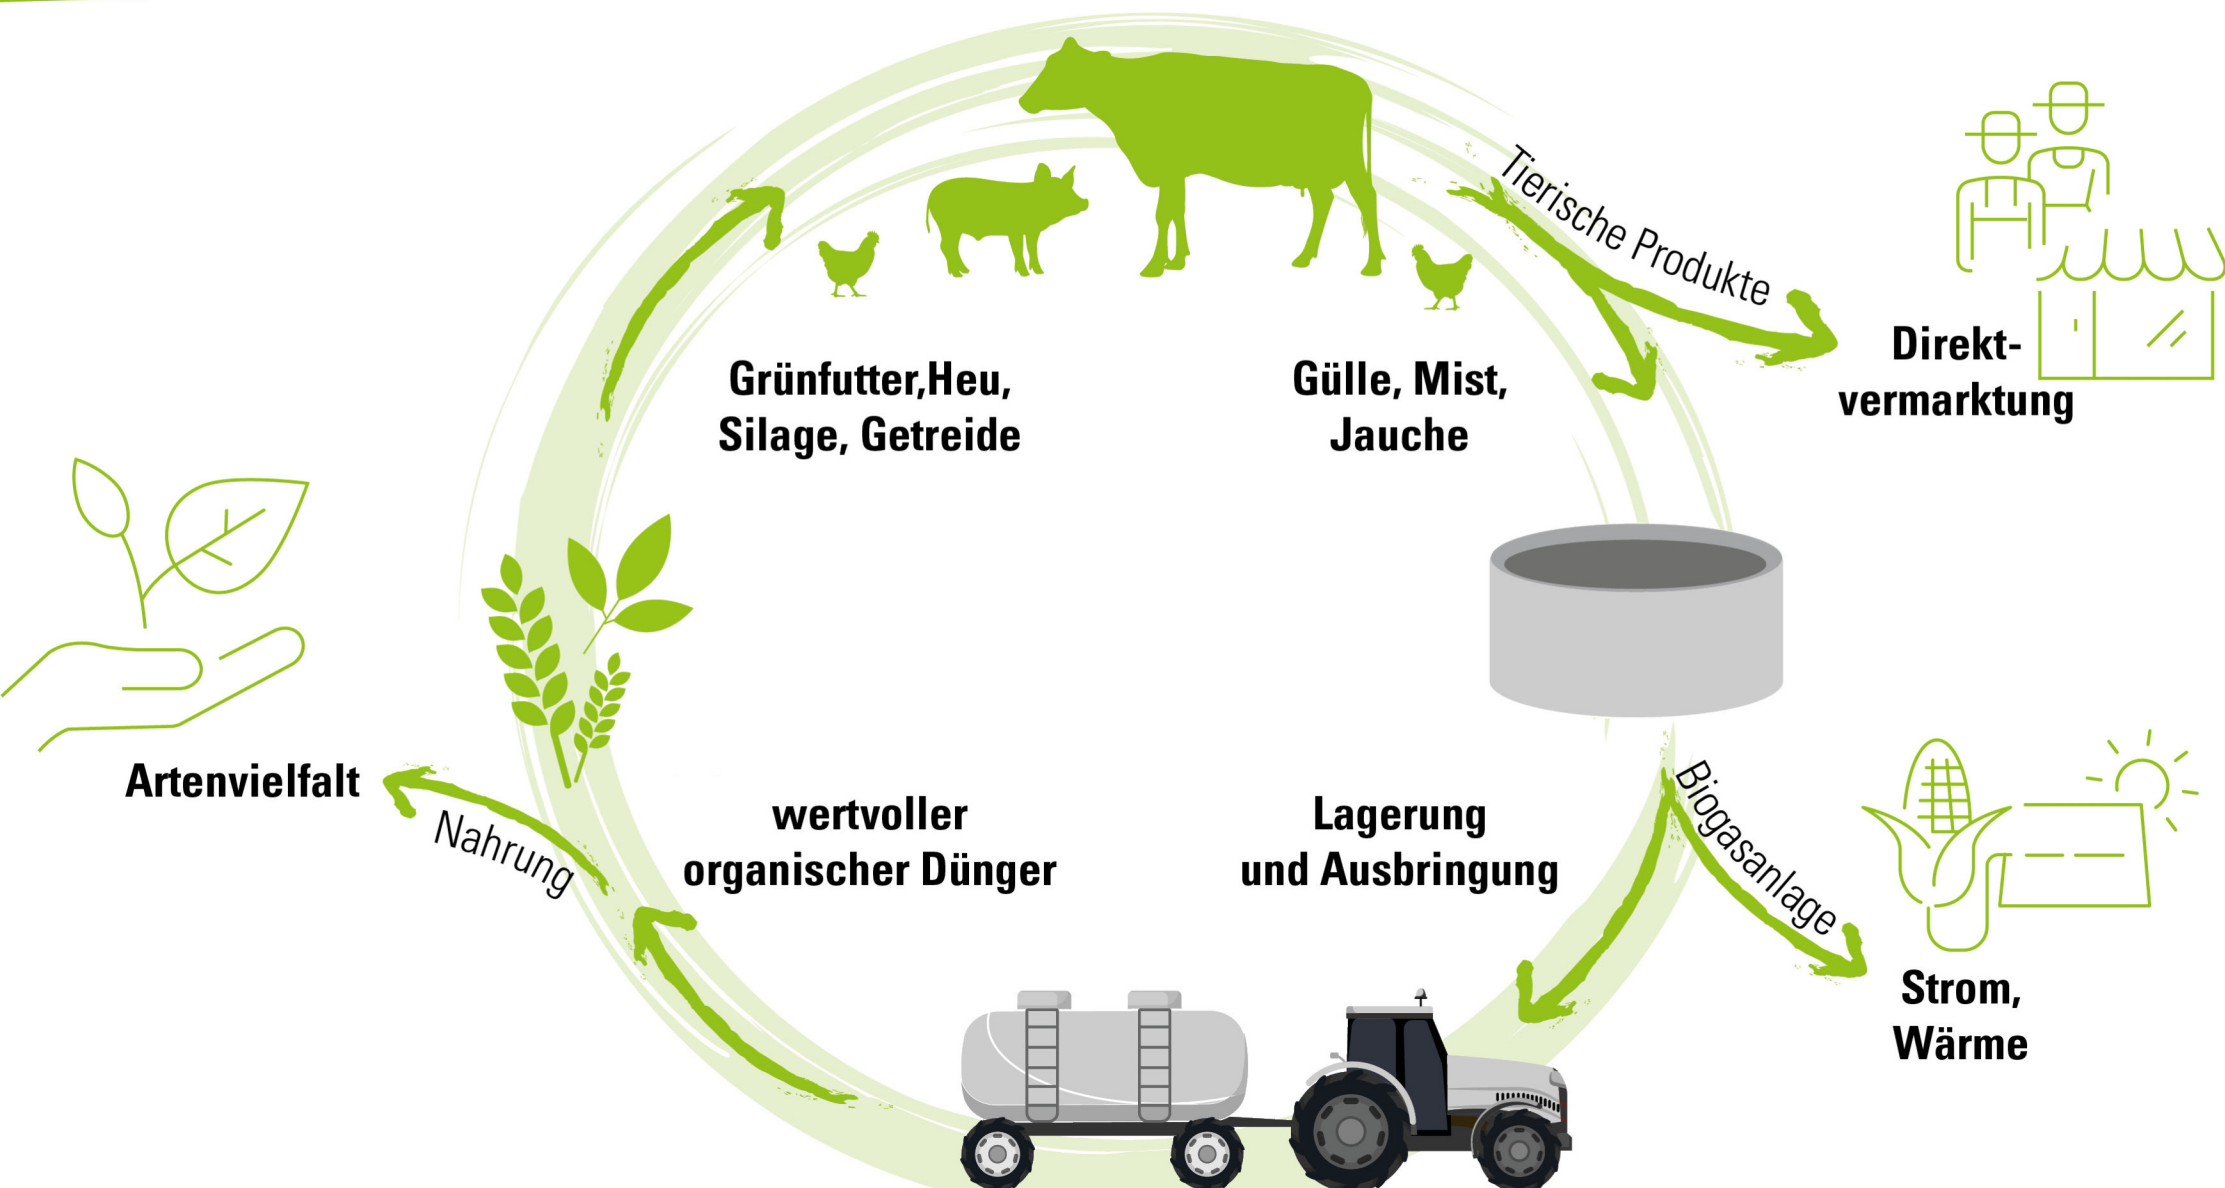 Tierische Produkte
Direkt-
vermarktung
Grünfutter,Heu,
Silage, Getreide
Gülle, Mist,
Jauche
Artenvielfalt
Nahrung
wertvoller
organischer Dünger
Lagerung
und Ausbringung
Biogasanlage
Strom,
Wärme